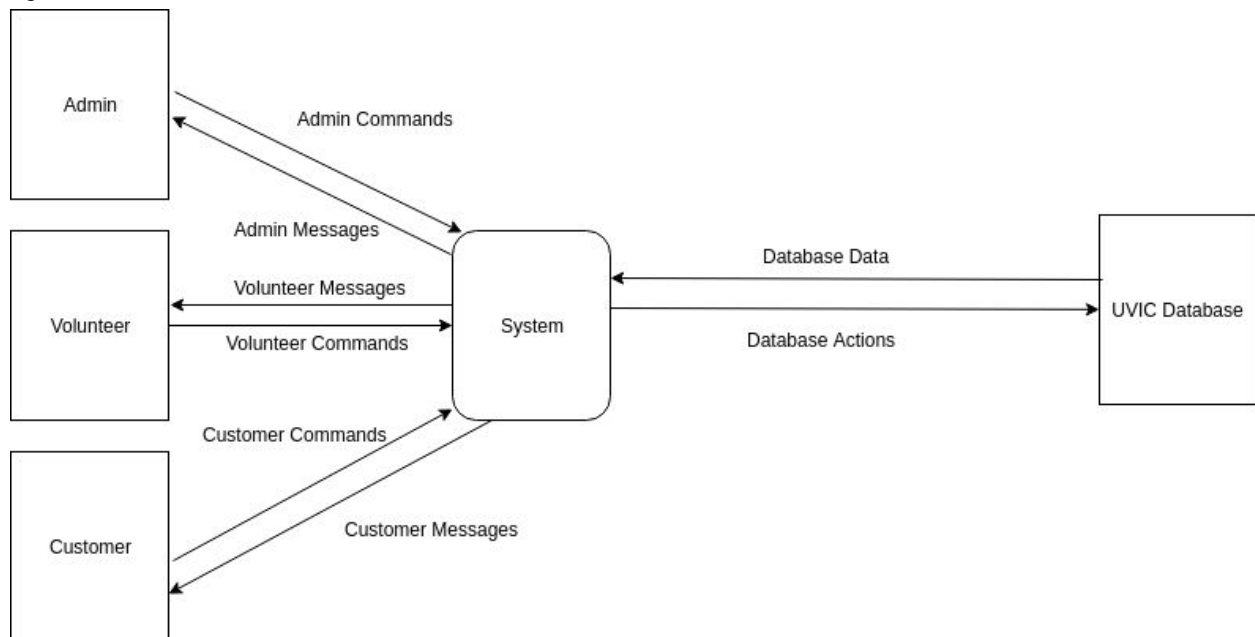 Admin
Admin Commands
Admin Messages
Volunteer Messages
Volunteer
Volunteer Commands
System
Database Data
UVIC Database
Database Actions
Customer Commands
Customer Messages
Customer